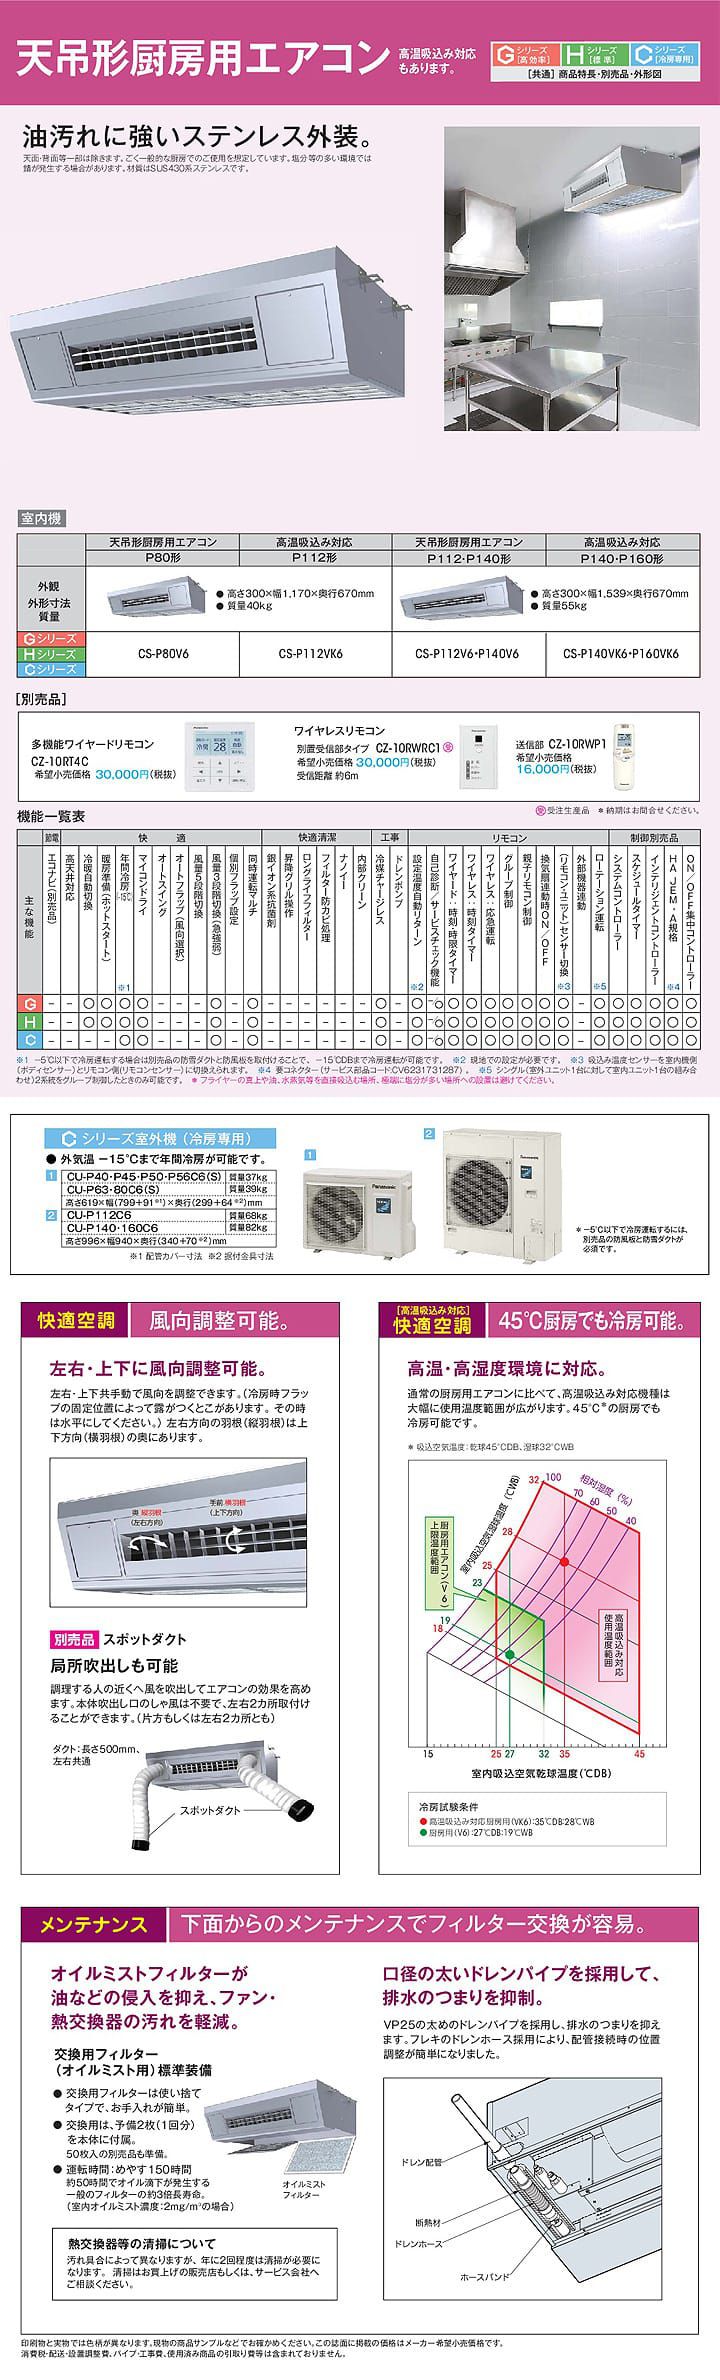 天吊形厨房用エアコン 高温吸込み対応
もあります。
Gシリーズ[高効率] Hシリーズ[標準] Cシリーズ[冷房専用]
[共通]商品特長・別売品・外形図
油汚れに強いステンレス外装。
天面・背面等一部は除きます。ごく一般的な厨房でのご使用を想定しています。塩分等の多い環境では
錆が発生する場合があります。材質はSUS430系ステンレスです。
室内機
天吊形厨房用エアコン 高温吸込み対応 天吊形厨房用エアコン 高温吸込み対応
P80形 P112形 P112・P140形 P140・P160形
外観
外形寸法
質量
● 高さ300×幅1,170×奥行670mm
● 質量40kg
● 高さ300×幅1,539×奥行670mm
● 質量55kg
Gシリーズ
Hシリーズ
Cシリーズ
CS-P80V6 CS-P112VK6 CS-P112V6・P140V6 CS-P140VK6・P160VK6
[別売品]
多機能ワイヤードリモコン
CZ-10RT4C
希望小売価格 30,000円(税抜)
ワイヤレスリモコン
別置受信部タイプ CZ-10RWRC1 受
希望小売価格 30,000円(税抜)
受信距離 約6m
送信部 CZ-10RWP1
希望小売価格
16,000円(税抜)
受受注生産品 *納期はお問合せください。
機能一覧表
節電 快適 快適清潔 工事 リモコン 制御別売品
主な機能
エコナビ(別売品)
高天井対応
冷暖自動切換
暖房準備(ホットスタート)
年間冷房(-15℃) ※1
マイコンドライ
オートスイング
オートフラップ(風向選択)
風量5段階切換
風量3段階切換(急強弱)
個別フラップ設定
同時運転マルチ
銀イオン系抗菌剤
昇降グリル操作
ロングライフフィルター
フィルター防カビ処理
ナノイー
内部クリーン
冷媒チャージレス
ドレンポンプ
設定温度自動リターン ※2
自己診断/サービスチェック機能
ワイヤード:時刻・時限タイマー
ワイヤレス:時刻タイマー
ワイヤレス:応急運転
グループ制御
親子リモコン制御
換気扇連動時ON/OFF
(リモコン・ユニット)センサー切換 ※3
外部機器連動
ローテーション運転 ※5
システムコントローラー
スケジュールタイマー
インテリジェントコントローラー
HA JEM-A規格 ※4
ON/OFF集中コントローラー
G － － ○ ○ ○ ○ － － － ○ － ○ － － － － － － ○ － ○ －/○ ○ ○ ○ ○ ○ ○ ○ － ○ ○ ○ ○ ○ ○
H － － ○ ○ ○ ○ － － － ○ － ○ － － － － － － ○ － ○ －/○ ○ ○ ○ ○ ○ ○ ○ － ○ ○ ○ ○ ○ ○
C － － － － ○ ○ － － － ○ － ○ － － － － － － ○ － ○ －/○ ○ ○ ○ ○ ○ ○ ○ － ○ ○ ○ ○ ○ ○
※1 −5℃以下で冷房運転する場合は別売品の防雪ダクトと防風板を取付けることで、−15℃DBまで冷房運転が可能です。 ※2 現地での設定が必要です。 ※3 吸込み温度センサーを室内機側
(ボディセンサー)とリモコン側(リモコンセンサー)に切換えられます。 ※4 要コネクター(サービス部品コード:CV6231731287)。 ※5 シングル(室外ユニット1台に対して室内ユニット1台の組み合
わせ)2系統をグループ制御したときのみ可能です。 *フライヤーの真上や油、水蒸気等を直接吸込む場所、極端に塩分が多い場所への設置は避けてください。
Cシリーズ室外機(冷房専用)
● 外気温 −15℃まで年間冷房が可能です。
1 CU-P40・P45・P50・P56C6(S) 質量37kg
CU-P63・80C6(S) 質量39kg
高さ619×幅(799+91※1)×奥行(299+64※2)mm
2 CU-P112C6 質量68kg
CU-P140・160C6 質量82kg
高さ996×幅940×奥行(340+70※2)mm
※1 配管カバー寸法 ※2 据付金具寸法
1
Panasonic
2
Panasonic
*−5℃以下で冷房運転するには、
別売品の防風板と防雪ダクトが
必須です。
快適空調 風向調整可能。
左右・上下に風向調整可能。
左右・上下共手動で風向を調整できます。(冷房時フラッ
プの固定位置によって露がつくとこがあります。その時
は水平にしてください。)左右方向の羽根(縦羽根)は上
下方向(横羽根)の奥にあります。
奥 縦羽根
(左右方向)
手前 横羽根
(上下方向)
別売品 スポットダクト
局所吹出しも可能
調理する人の近くへ風を吹出してエアコンの効果を高め
ます。本体吹出し口のしゃ風は不要で、左右2カ所取付け
ることができます。(片方もしくは左右2カ所とも)
ダクト:長さ500mm、
左右共通
スポットダクト
[高温吸込み対応]
快適空調 45℃厨房でも冷房可能。
高温・高湿度環境に対応。
通常の厨房用エアコンに比べて、高温吸込み対応機種は
大幅に使用温度範囲が広がります。45℃*の厨房でも
冷房可能です。
*吸込空気温度:乾球45℃DB、湿球32℃WB
室内吸込空気湿球温度(℃WB)
相対湿度(%)
32 100 70 60 50 40
28
25
23
19
18
厨房用エアコン(V6)
上限温度範囲
高温吸込み対応
使用温度範囲
15 25 27 32 35 45
室内吸込空気乾球温度(℃DB)
冷房試験条件
● 高温吸込み対応厨房用(VK6):35℃DB28℃WB
● 厨房用(V6):27℃DB:19℃WB
メンテナンス 下面からのメンテナンスでフィルター交換が容易。
オイルミストフィルターが
油などの侵入を抑え、ファン・
熱交換器の汚れを軽減。
交換用フィルター
(オイルミスト用)標準装備
● 交換用フィルターは使い捨て
タイプで、お手入れが簡単。
● 交換用は、予備2枚(1回分)
を本体に付属。
50枚入の別売品も準備。
● 運転時間:めやす150時間
約50時間でオイル滴下が発生する
一般のフィルターの約3倍長寿命。
(室内オイルミスト濃度:2mg/m³の場合)
オイルミスト
フィルター
熱交換器等の清掃について
汚れ具合によって異なりますが、年に2回程度は清掃が必要に
なります。 清掃はお買上げの販売店もしくは、サービス会社へ
ご相談ください。
口径の太いドレンパイプを採用して、
排水のつまりを抑制。
VP25の太めのドレンパイプを採用し、排水のつまりを抑え
ます。フレキのドレンホース採用により、配管接続時の位置
調整が簡単になりました。
ドレン配管
断熱材
ドレンホース
ホースバンド
印刷物と実物では色柄が異なります。現物の商品サンプルなどでお確かめください。この誌面に掲載の価格はメーカー希望小売価格です。
消費税・配送・設置調整費、パイプ・工事費、使用済み商品の引取り費等は含まれておりません。